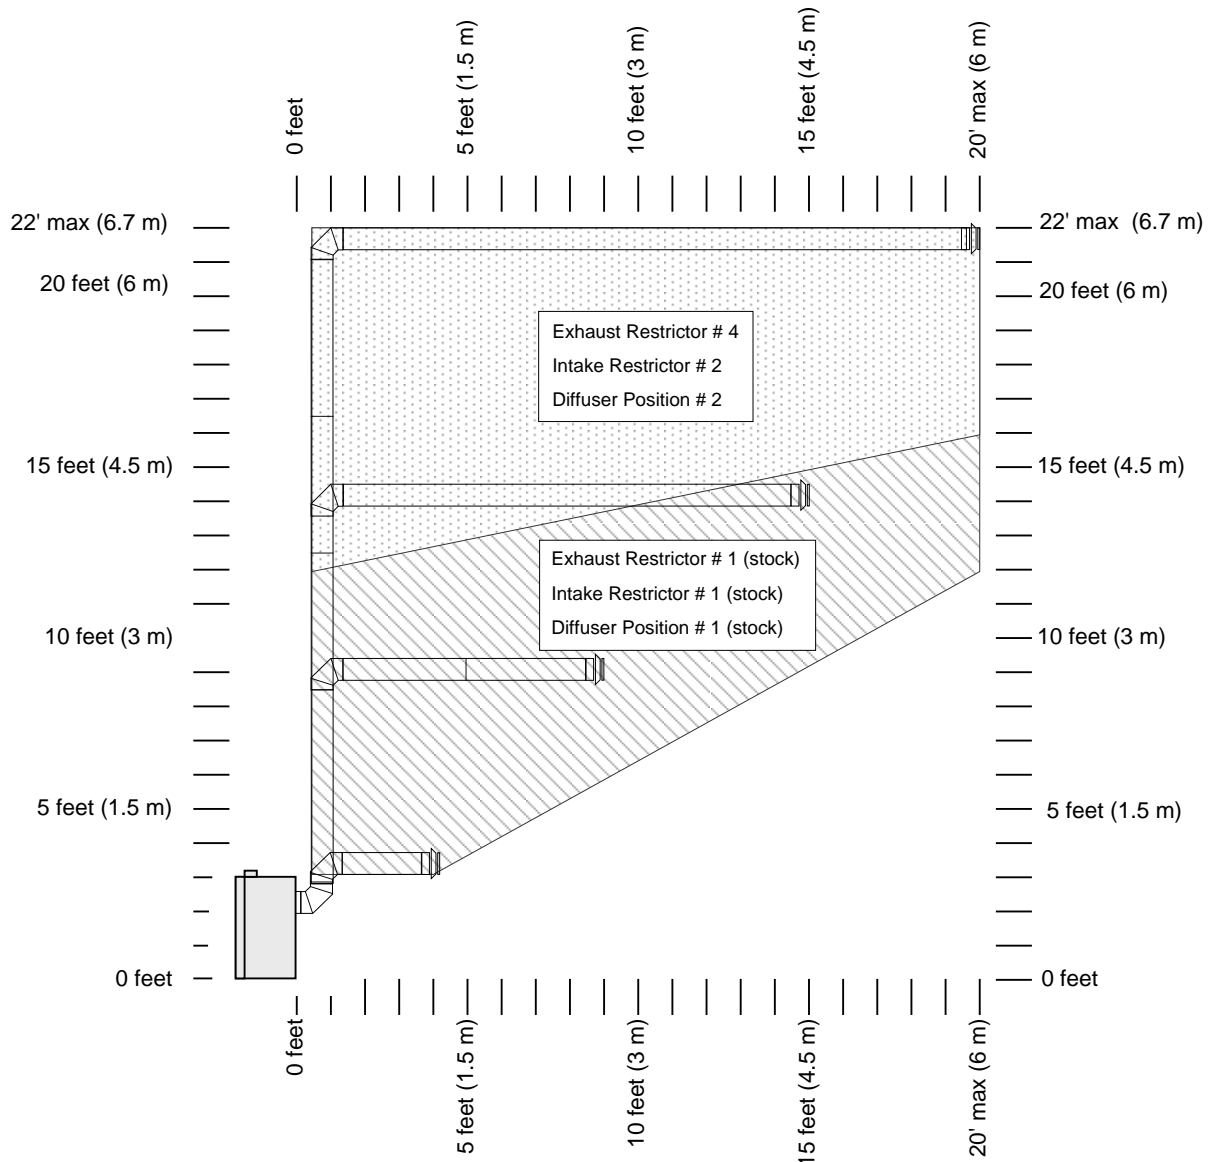 0 feet
5 feet (1.5 m)
10 feet (3 m)
15 feet (4.5 m)
20' max (6 m)
22' max (6.7 m)
22' max (6.7 m)
20 feet (6 m)
20 feet (6 m)
Exhaust Restrictor # 4
Intake Restrictor # 2
Diffuser Position # 2
15 feet (4.5 m)
15 feet (4.5 m)
Exhaust Restrictor # 1 (stock)
Intake Restrictor # 1 (stock)
Diffuser Position # 1 (stock)
10 feet (3 m)
10 feet (3 m)
5 feet (1.5 m)
5 feet (1.5 m)
0 feet
0 feet
0 feet
5 feet (1.5 m)
10 feet (3 m)
15 feet (4.5 m)
20' max (6 m)